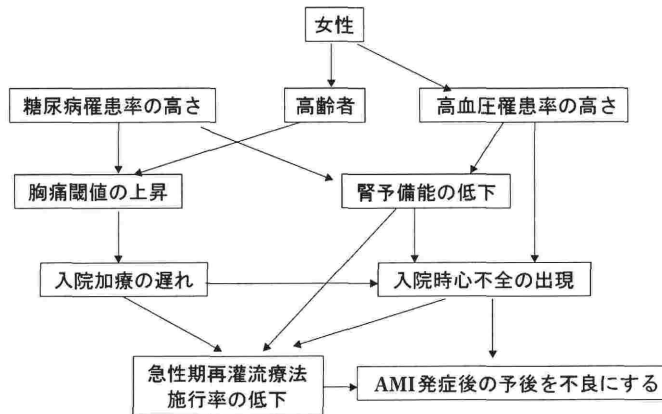 女性
糖尿病罹患率の高さ
高齢者
高血圧罹患率の高さ
胸痛閾値の上昇
腎予備能の低下
入院加療の遅れ
入院時心不全の出現
急性期再灌流療法
施行率の低下
AMI発症後の予後を不良にする